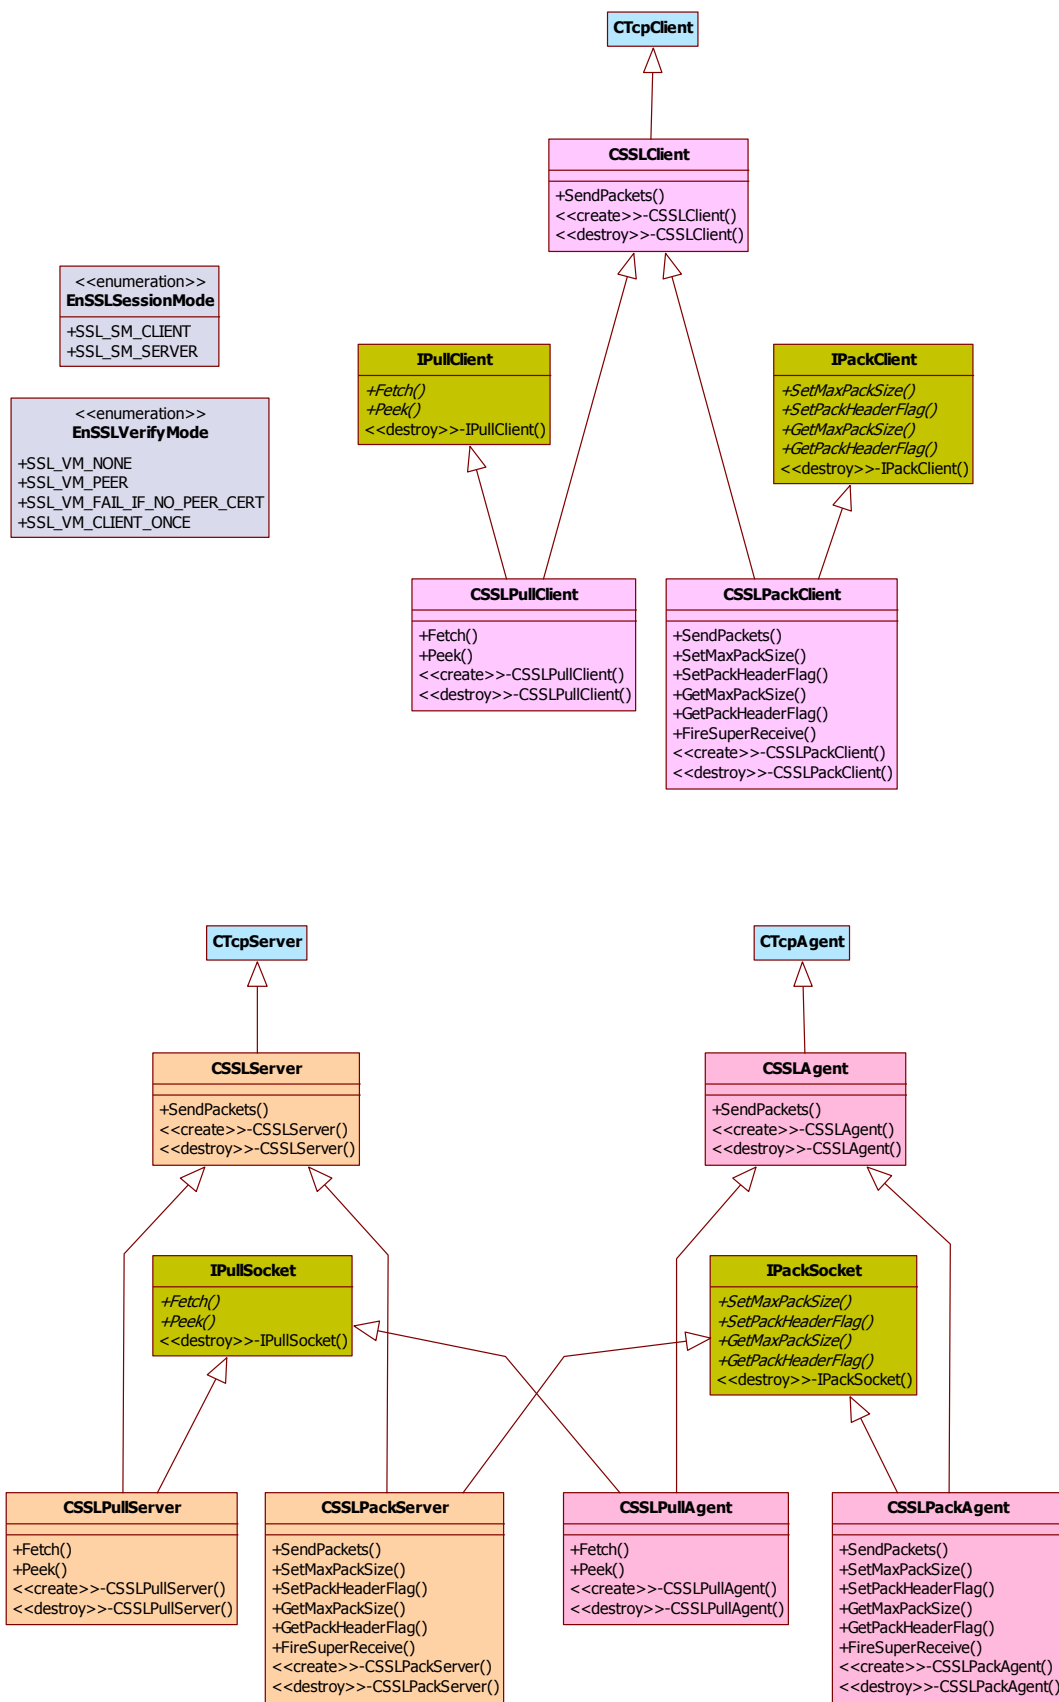 CTcpClient
CSSLClient
+SendPackets()
<<create>>-CSSLClient()
<<destroy>>-CSSLClient()
<<enumeration>>
EnSSLSessionMode
+SSL_SM_CLIENT
+SSL_SM_SERVER
<<enumeration>>
EnSSLVerifyMode
+SSL_VM_NONE
+SSL_VM_PEER
+SSL_VM_FAIL_IF_NO_PEER_CERT
+SSL_VM_CLIENT_ONCE
IPullClient
+Fetch()
+Peek()
<<destroy>>-IPullClient()
IPackClient
+SetMaxPackSize()
+SetPackHeaderFlag()
+GetMaxPackSize()
+GetPackHeaderFlag()
<<destroy>>-IPackClient()
CSSLPullClient
+Fetch()
+Peek()
<<create>>-CSSLPullClient()
<<destroy>>-CSSLPullClient()
CSSLPackClient
+SendPackets()
+SetMaxPackSize()
+SetPackHeaderFlag()
+GetMaxPackSize()
+GetPackHeaderFlag()
+FireSuperReceive()
<<create>>-CSSLPackClient()
<<destroy>>-CSSLPackClient()
CTcpServer
CTcpAgent
CSSLServer
+SendPackets()
<<create>>-CSSLServer()
<<destroy>>-CSSLServer()
CSSLAgent
+SendPackets()
<<create>>-CSSLAgent()
<<destroy>>-CSSLAgent()
IPullSocket
+Fetch()
+Peek()
<<destroy>>-IPullSocket()
IPackSocket
+SetMaxPackSize()
+SetPackHeaderFlag()
+GetMaxPackSize()
+GetPackHeaderFlag()
<<destroy>>-IPackSocket()
CSSLPullServer
+Fetch()
+Peek()
<<create>>-CSSLPullServer()
<<destroy>>-CSSLPullServer()
CSSLPackServer
+SendPackets()
+SetMaxPackSize()
+SetPackHeaderFlag()
+GetMaxPackSize()
+GetPackHeaderFlag()
+FireSuperReceive()
<<create>>-CSSLPackServer()
<<destroy>>-CSSLPackServer()
CSSLPullAgent
+Fetch()
+Peek()
<<create>>-CSSLPullAgent()
<<destroy>>-CSSLPullAgent()
CSSLPackAgent
+SendPackets()
+SetMaxPackSize()
+SetPackHeaderFlag()
+GetMaxPackSize()
+GetPackHeaderFlag()
+FireSuperReceive()
<<create>>-CSSLPackAgent()
<<destroy>>-CSSLPackAgent()